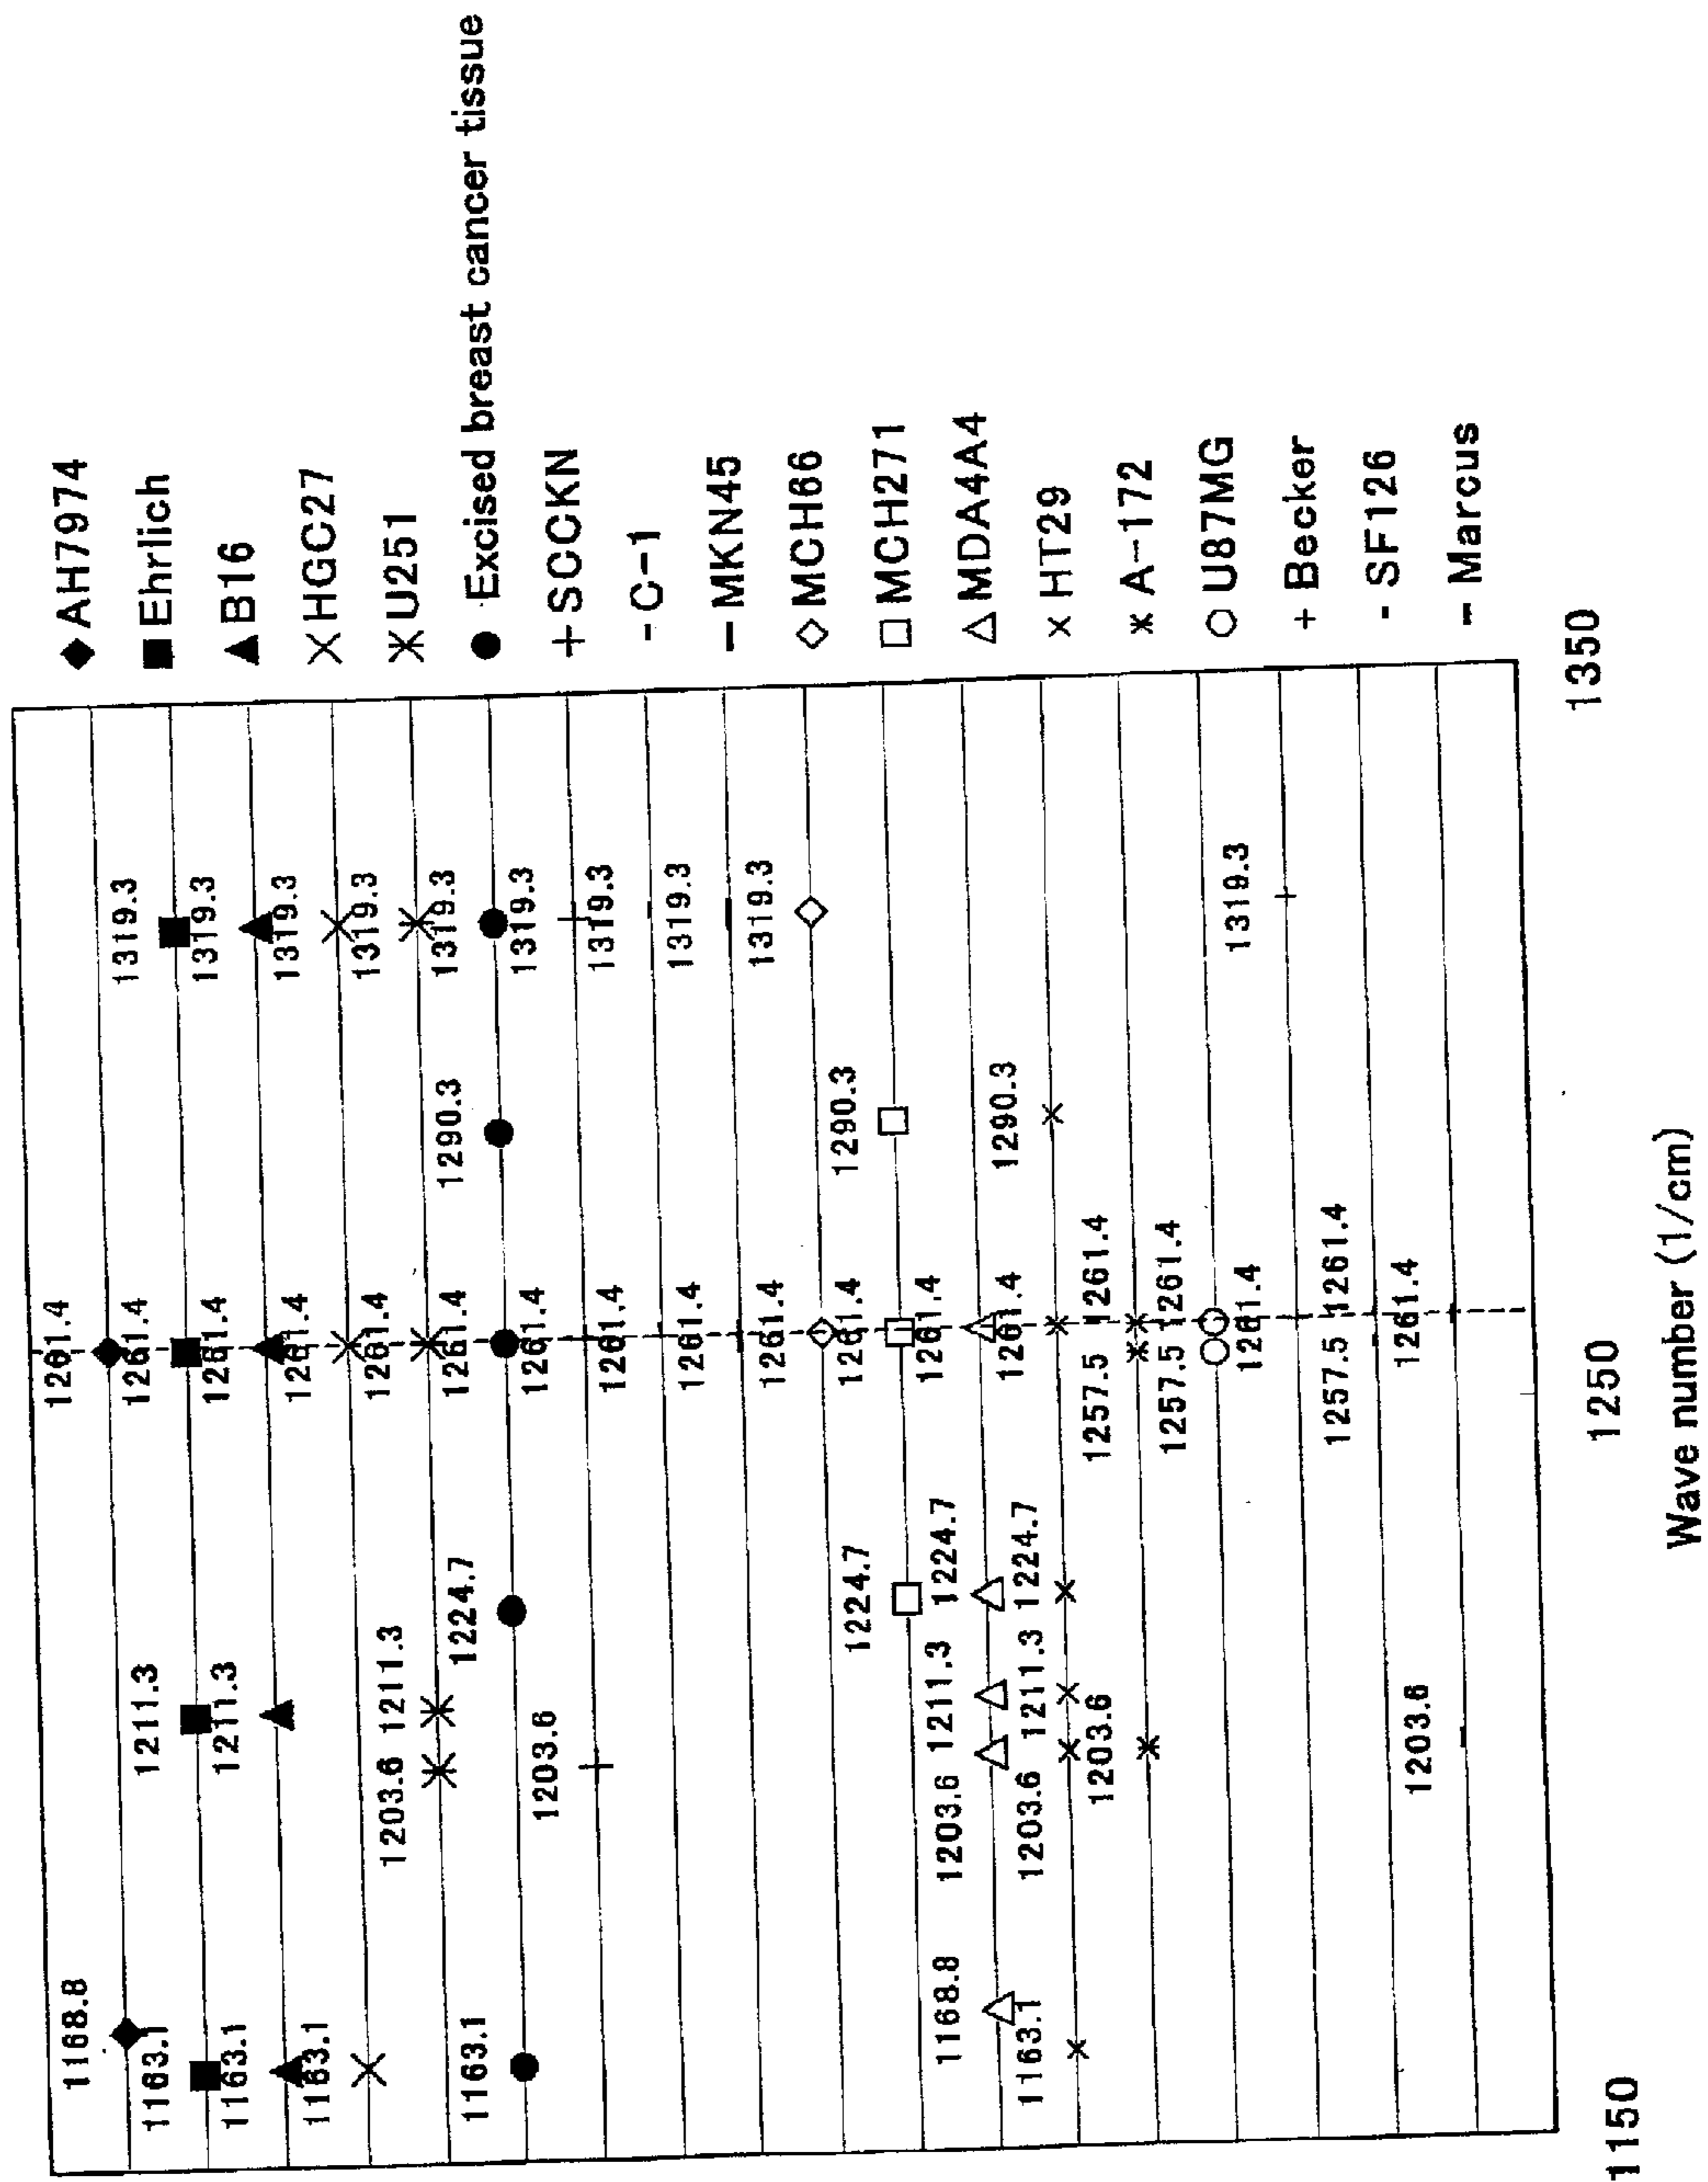 1168.8 1261.4 AH7974
1163.1 1211.3 1261.4 1319.3 Ehrlich
1163.1 1211.3 1261.4 1319.3 B16
1163.1 1261.4 1319.3 HGC27
1203.6 1211.3 1261.4 1319.3 U251
1163.1 1224.7 1261.4 1290.3 1319.3 Excised breast cancer tissue
1203.6 1261.4 1319.3 SCCKN
1261.4 1319.3 C-1
1261.4 1319.3 MKN45
1261.4 1319.3 MCH66
1224.7 1261.4 1290.3 MCH271
1168.8 1203.6 1211.3 1224.7 1261.4 MDA4A4
1163.1 1203.6 1211.3 1224.7 1261.4 1290.3 HT29
1203.6 1257.5 1261.4 A-172
1257.5 1261.4 U87MG
1261.4 1319.3 Becker
1257.5 1261.4 SF126
1203.6 1261.4 Marcus
1150 1250 1350
Wave number (1/cm)